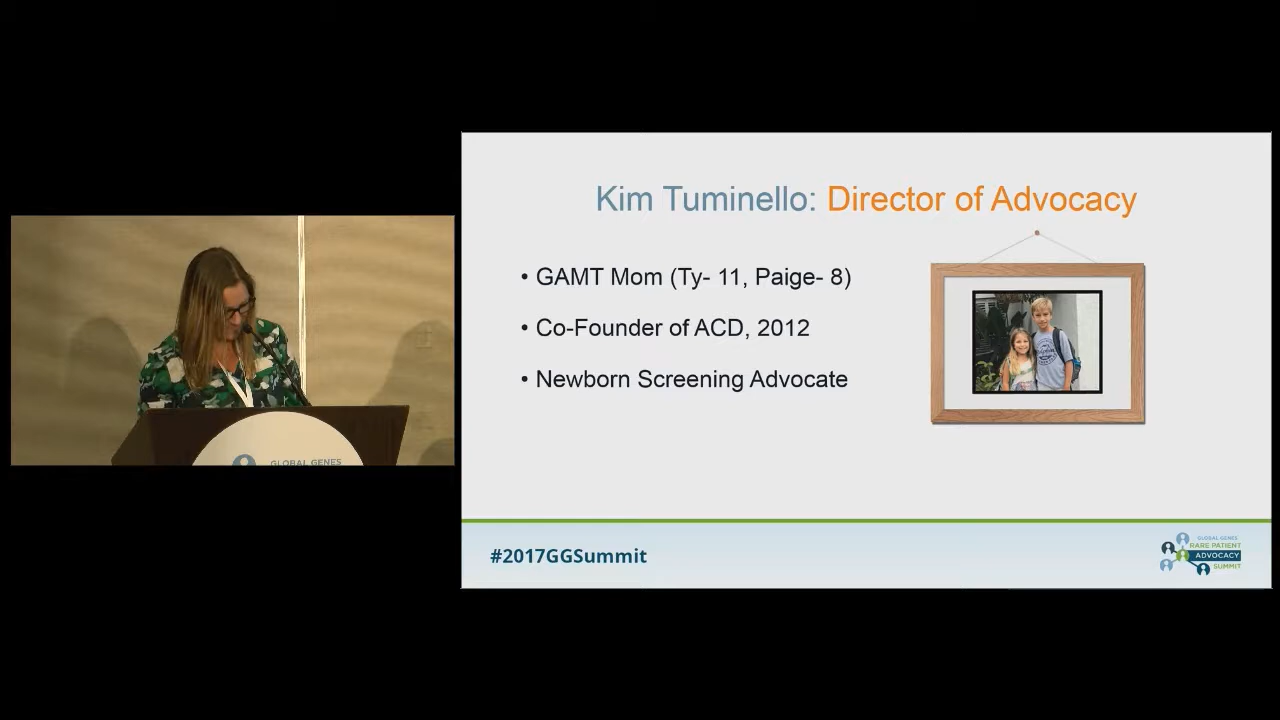 Kim Tuminello: Director of Advocacy
• GAMT Mom (Ty- 11, Paige- 8)
• Co-Founder of ACD, 2012
• Newborn Screening Advocate
GLOBAL GENES
#2017GGSummit
GLOBAL GENES
RARE PATIENT
ADVOCACY
SUMMIT